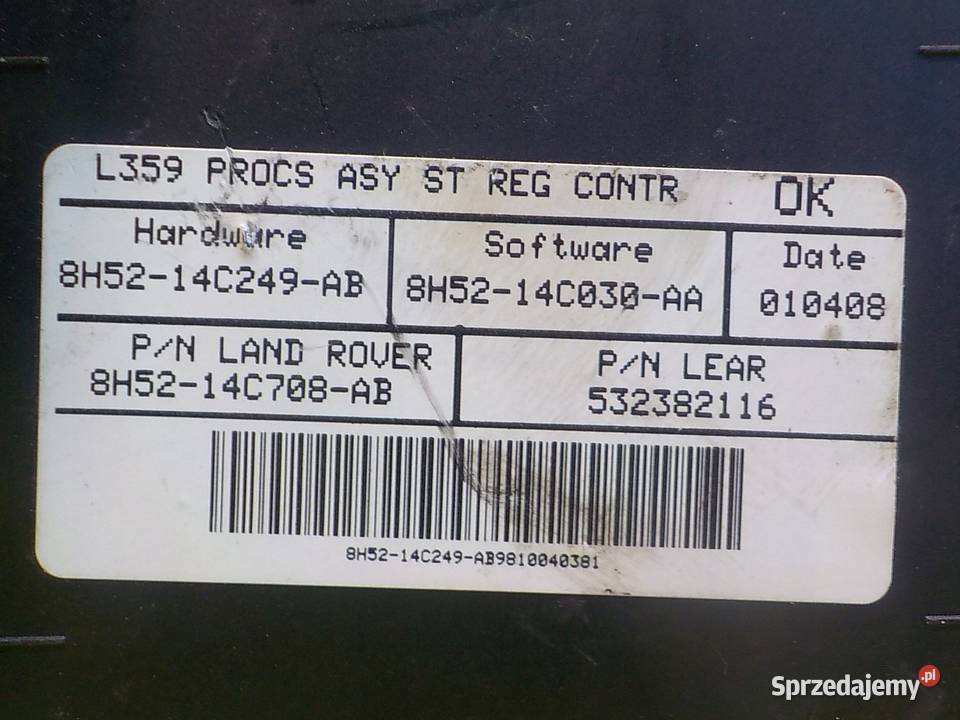 L359 PROCS ASY ST REG CONTR OK
Hardware Software Date
8H52-14C249-AB 8H52-14C030-AA 010408
P/N LAND ROVER P/N LEAR
8H52-14C708-AB 532382116
8H52-14C249-AB9810040381
Sprzedajemy.pl